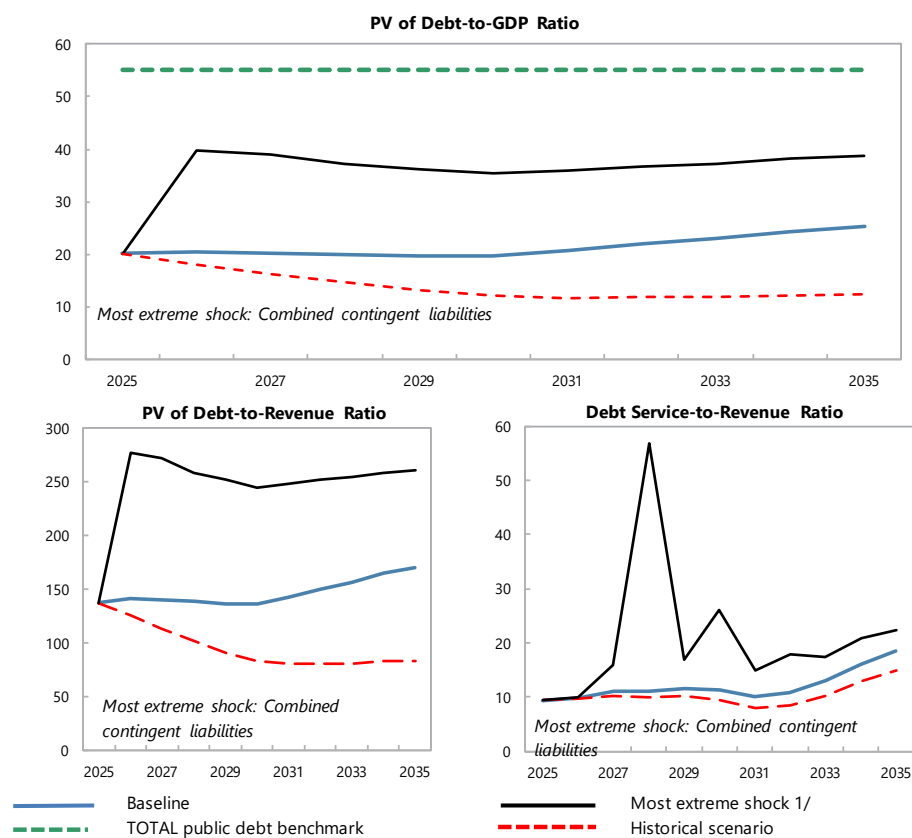 PV of Debt-to-GDP Ratio
60
50
40
30
20
10
0
Most extreme shock: Combined contingent liabilities
2025 2027 2029 2031 2033 2035
PV of Debt-to-Revenue Ratio
300
250
200
150
100
50
0
Most extreme shock: Combined
contingent liabilities
2025 2027 2029 2031 2033 2035
Debt Service-to-Revenue Ratio
60
50
40
30
20
10
0
Most extreme shock: Combined contingent
liabilities
2025 2027 2029 2031 2033 2035
Baseline
TOTAL public debt benchmark
Most extreme shock 1/
Historical scenario